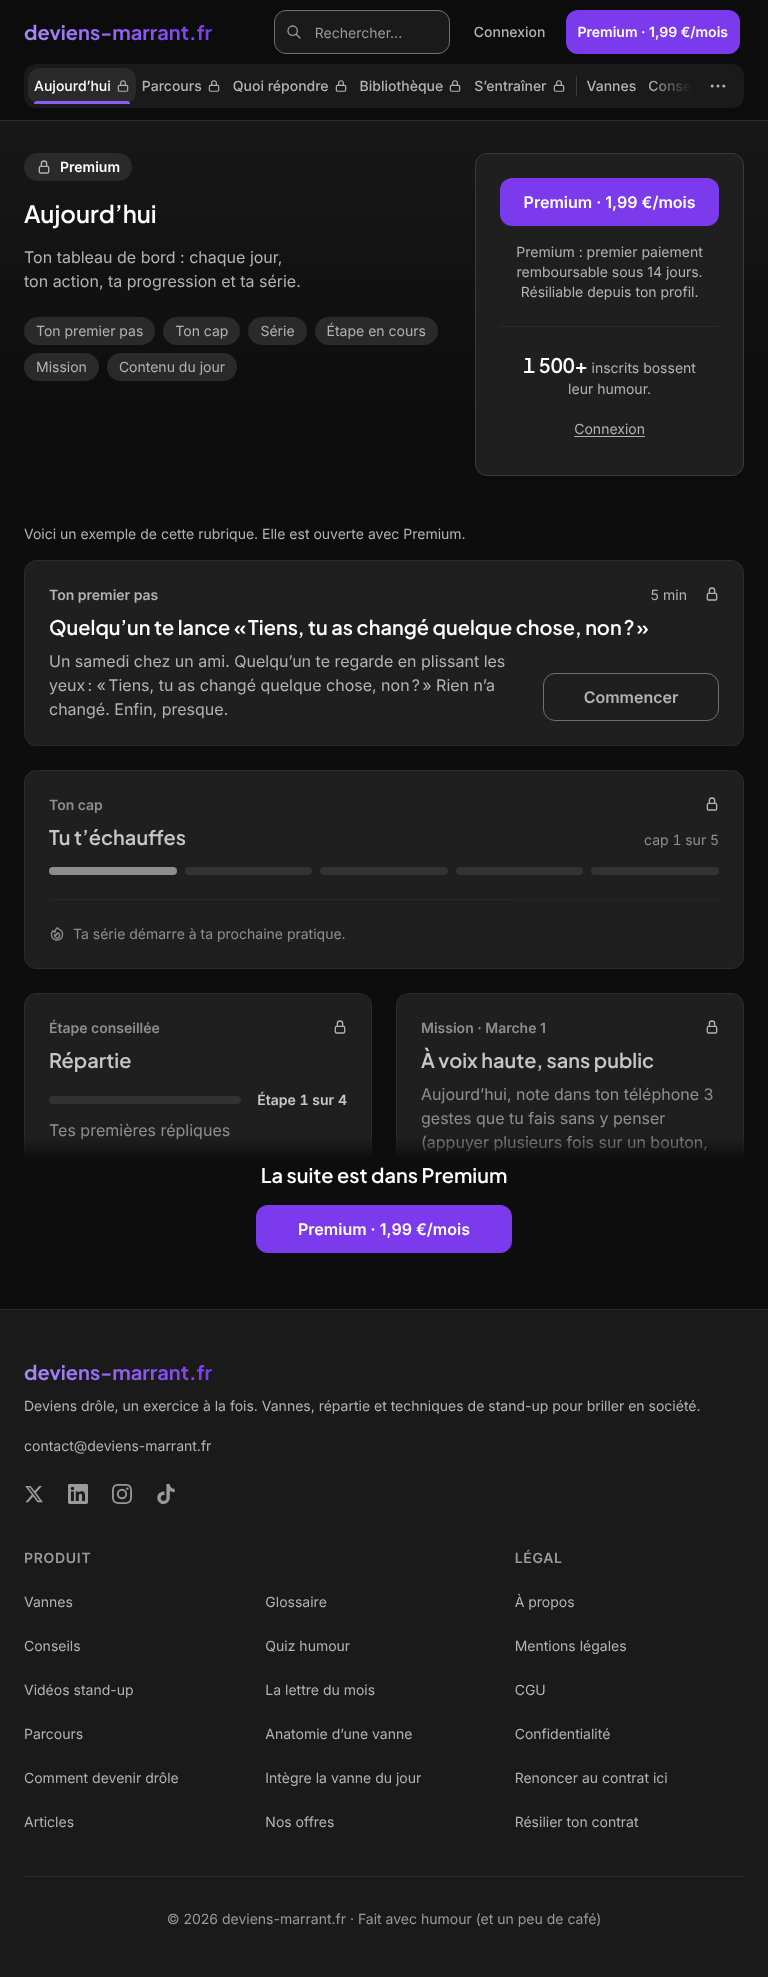 deviens-marrant.fr
Rechercher...
Connexion
Premium · 1,99 €/mois
Aujourd’hui
Parcours
Quoi répondre
Bibliothèque
S’entraîner
Vannes
Conse
Premium
Aujourd’hui
Ton tableau de bord : chaque jour,
ton action, ta progression et ta série.
Ton premier pas
Ton cap
Série
Étape en cours
Mission
Contenu du jour
Premium · 1,99 €/mois
Premium : premier paiement
remboursable sous 14 jours.
Résiliable depuis ton profil.
1 500+ inscrits bossent
leur humour.
Connexion
Voici un exemple de cette rubrique. Elle est ouverte avec Premium.
Ton premier pas
5 min
Quelqu’un te lance « Tiens, tu as changé quelque chose, non ? »
Un samedi chez un ami. Quelqu’un te regarde en plissant les
yeux : « Tiens, tu as changé quelque chose, non ? » Rien n’a
changé. Enfin, presque.
Commencer
Ton cap
Tu t’échauffes
cap 1 sur 5
Ta série démarre à ta prochaine pratique.
Étape conseillée
Répartie
Étape 1 sur 4
Tes premières répliques
Mission · Marche 1
À voix haute, sans public
Aujourd’hui, note dans ton téléphone 3
gestes que tu fais sans y penser
(appuyer plusieurs fois sur un bouton,
La suite est dans Premium
Premium · 1,99 €/mois
deviens-marrant.fr
Deviens drôle, un exercice à la fois. Vannes, répartie et techniques de stand-up pour briller en société.
contact@deviens-marrant.fr
PRODUIT
Vannes
Conseils
Vidéos stand-up
Parcours
Comment devenir drôle
Articles
Glossaire
Quiz humour
La lettre du mois
Anatomie d’une vanne
Intègre la vanne du jour
Nos offres
LÉGAL
À propos
Mentions légales
CGU
Confidentialité
Renoncer au contrat ici
Résilier ton contrat
© 2026 deviens-marrant.fr · Fait avec humour (et un peu de café)